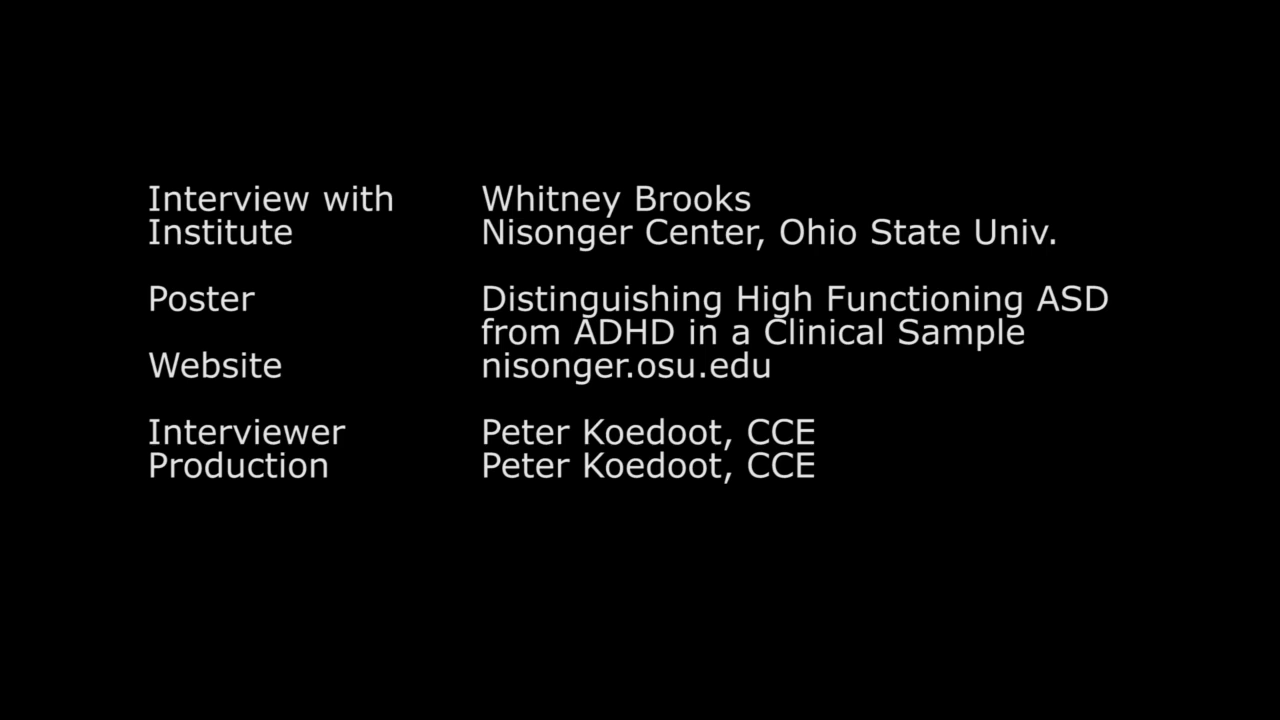 Interview with Whitney Brooks
Institute Nisonger Center, Ohio State Univ.
Poster Distinguishing High Functioning ASD
from ADHD in a Clinical Sample
Website nisonger.osu.edu
Interviewer Peter Koedoot, CCE
Production Peter Koedoot, CCE